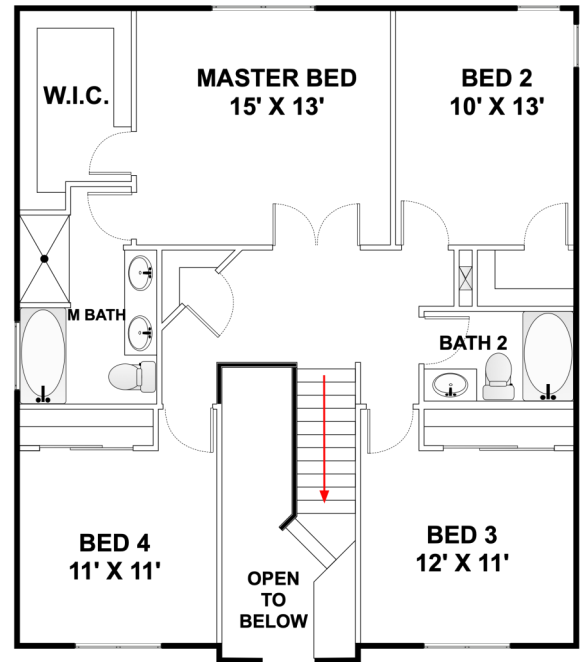 W.I.C.
MASTER BED
15' X 13'
BED 2
10' X 13'
M BATH
BATH 2
BED 4
11' X 11'
OPEN
TO
BELOW
BED 3
12' X 11'